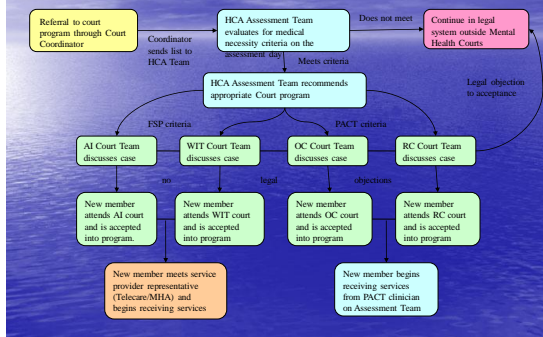 Referral to court
program through Court
Coordinator
Coordinator
sends list to
HCA Team
HCA Assessment Team
evaluates for medical
necessity criteria on the
assessment day
Does not meet
Continue in legal
system outside Mental
Health Courts
Meets criteria
Legal objection
to acceptance
HCA Assessment Team recommends
appropriate Court program
FSP criteria
PACT criteria
AI Court Team
discusses case
WIT Court Team
discusses case
OC Court Team
discusses case
RC Court Team
discusses case
no
legal
objections
New member
attends AI court
and is accepted
into program.
New member
attends WIT court
and is accepted
into program
New member
attends OC court
and is accepted
into program
New member
attends RC court
and is accepted
into program
New member meets service
provider representative
(Telecare/MHA) and
begins receiving services
New member begins
receiving services
from PACT clinician
on Assessment Team